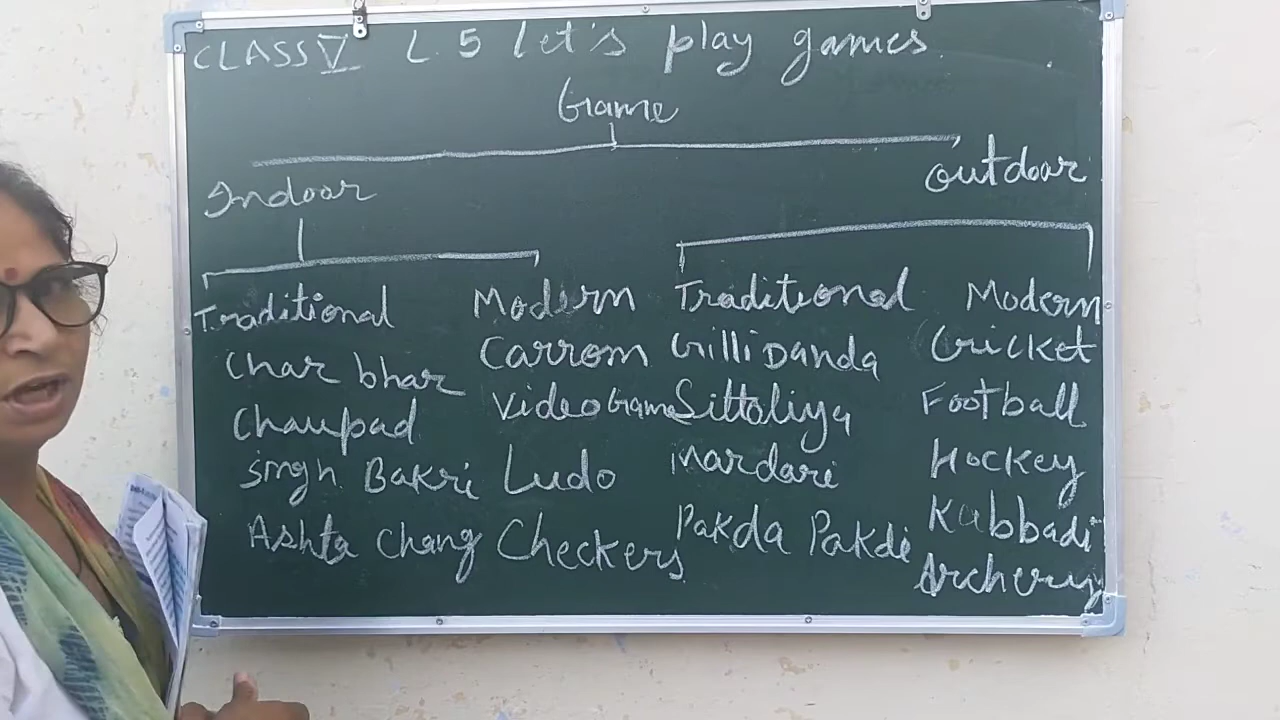 CLASS V L.5 Let's play games.
Game
Indoor outdoor
Traditional Modern Traditional Modern
Char bhar Carrom Gilli Danda Cricket
Chaupad Video Game Sittoliya Football
Singh Bakri Ludo Mardari Hockey
Ashta Chang Checkers Pakda Pakdi Kabbadi
Archery